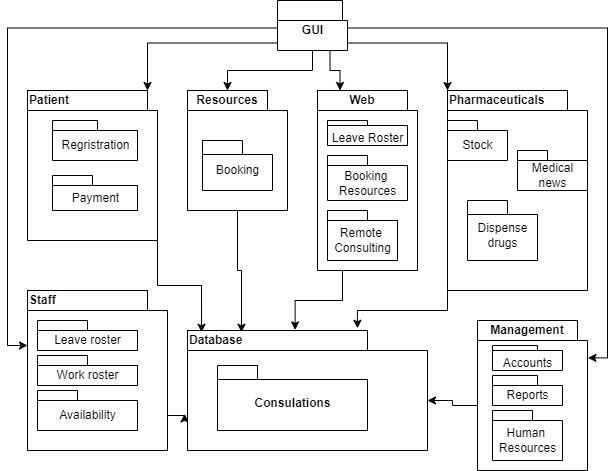 GUI
Patient
Regristration
Payment
Resources
Booking
Web
Leave Roster
Booking
Resources
Remote
Consulting
Pharmaceuticals
Stock
Medical
news
Dispense
drugs
Staff
Leave roster
Work roster
Availability
Database
Consulations
Management
Accounts
Reports
Human
Resources